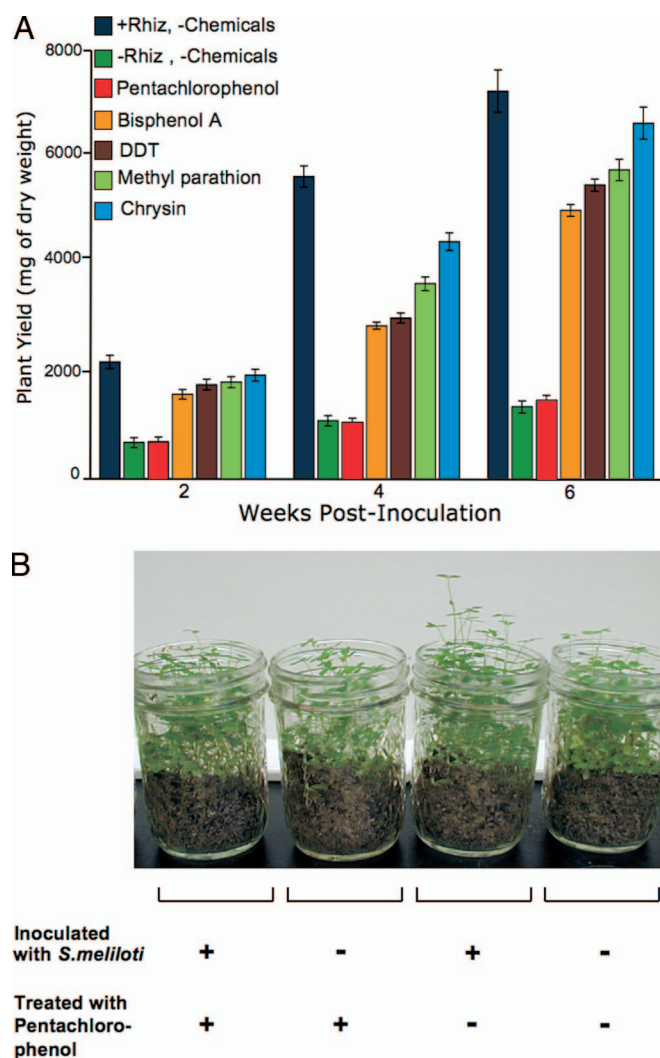 A
+Rhiz, -Chemicals
-Rhiz , -Chemicals
Pentachlorophenol
Bisphenol A
DDT
Methyl parathion
Chrysin
Plant Yield (mg of dry weight)
8000
6000
4000
2000
0
2 4 6
Weeks Post-Inoculation
B
Inoculated
with S.meliloti + - + -
Treated with
Pentachloro-
phenol + + - -